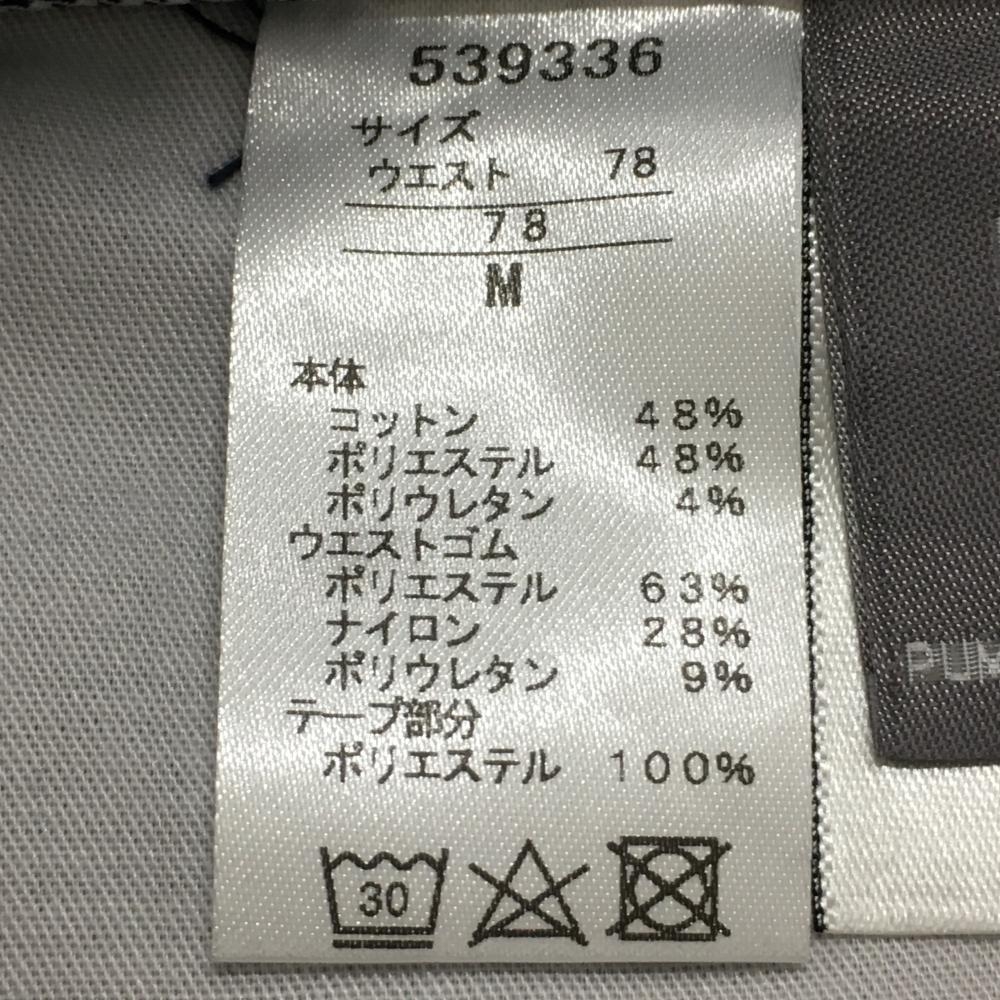 539336
サイズ
ウエスト 78
78
M
本体
コットン 48%
ポリエステル 48%
ポリウレタン 4%
ウエストゴム
ポリエステル 63%
ナイロン 28%
ポリウレタン 9%
テープ部分
ポリエステル 100%
30